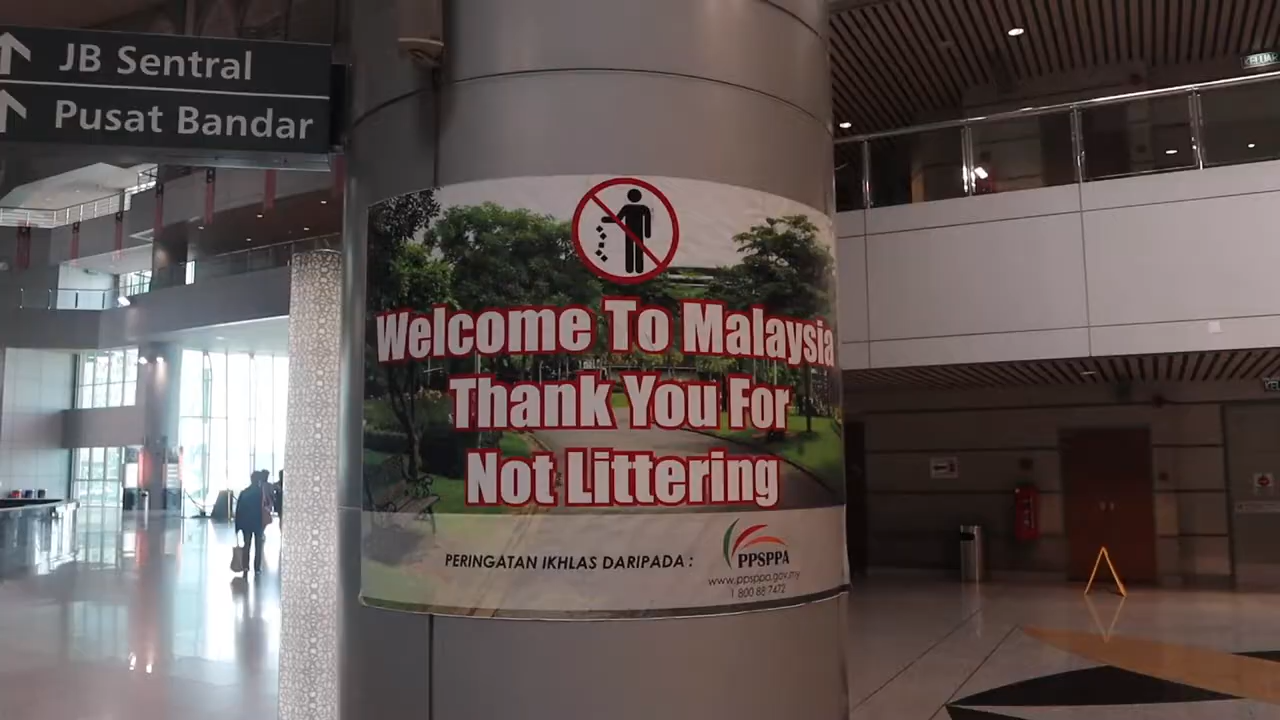 JB Sentral
Pusat Bandar
KELUAR
Welcome To Malaysia
Thank You For
Not Littering
PERINGATAN IKHLAS DARIPADA :
PPSPPA
www.ppsppa.gov.my
1 800 88 7472